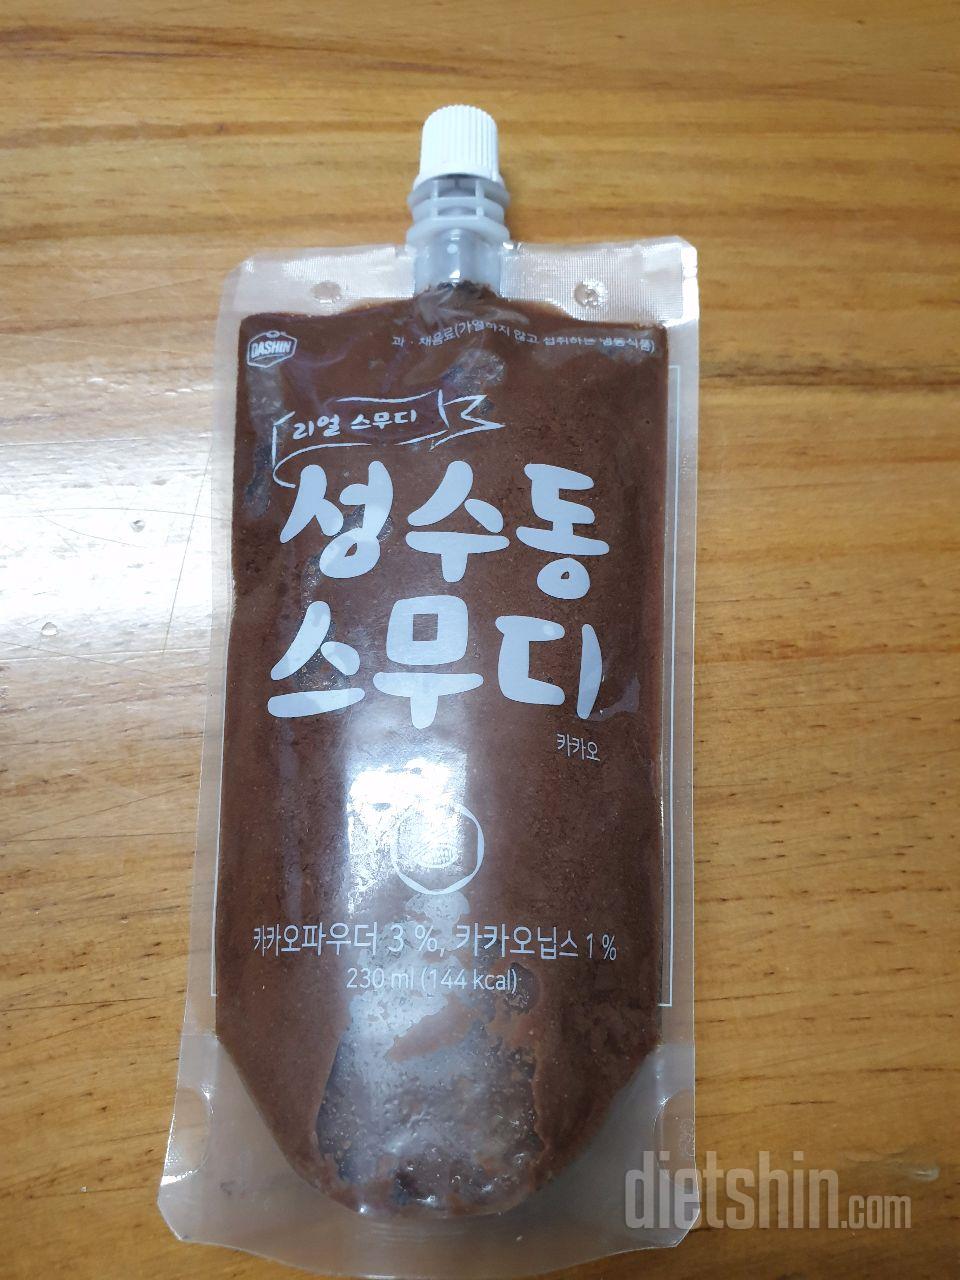 DASHIN
과 · 채음료(가열하지 않고 섭취하는 냉동식품)
리얼 스무디
성수동
스무디
카카오
카카오파우더 3 %, 카카오닙스 1 %
230 ml (144 kcal)
dietshin.com